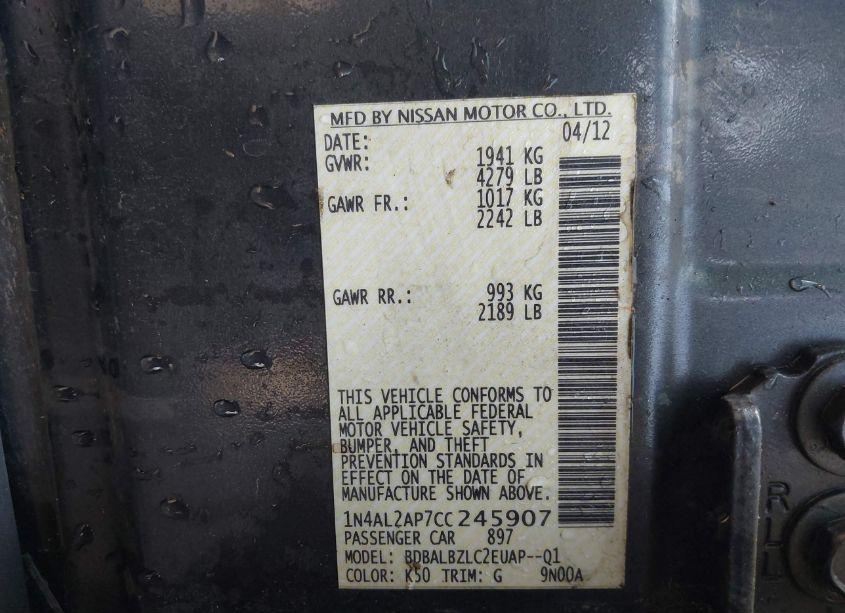 MFD BY NISSAN MOTOR CO., LTD.
DATE: 04/12
GVWR: 1941 KG
4279 LB
GAWR FR.: 1017 KG
2242 LB
GAWR RR.: 993 KG
2189 LB
THIS VEHICLE CONFORMS TO
ALL APPLICABLE FEDERAL
MOTOR VEHICLE SAFETY,
BUMPER, AND THEFT
PREVENTION STANDARDS IN
EFFECT ON THE DATE OF
MANUFACTURE SHOWN ABOVE.
1N4AL2AP7CC245907
PASSENGER CAR 897
MODEL: BDBALBZLC2EUAP--Q1
COLOR: K50 TRIM: G 9N00A